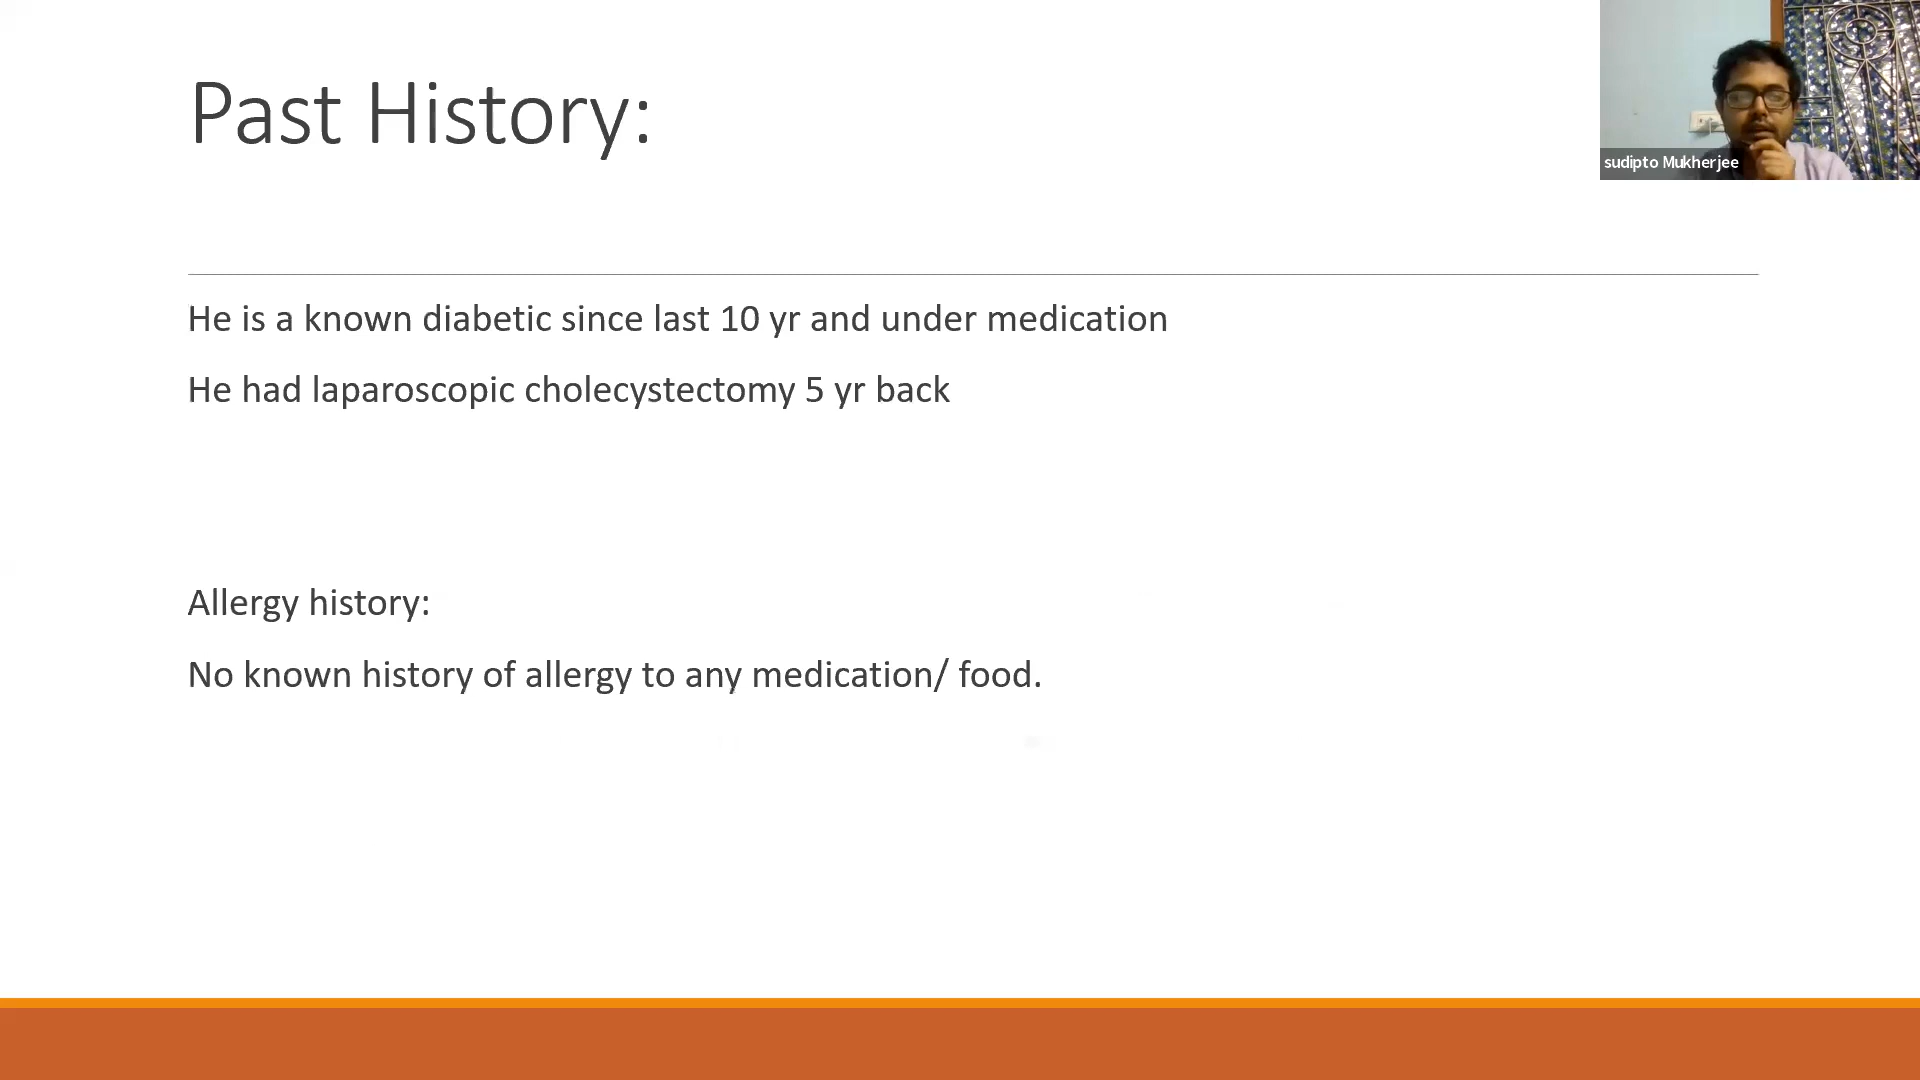 Past History:
sudipto Mukherjee
He is a known diabetic since last 10 yr and under medication
He had laparoscopic cholecystectomy 5 yr back
Allergy history:
No known history of allergy to any medication/ food.